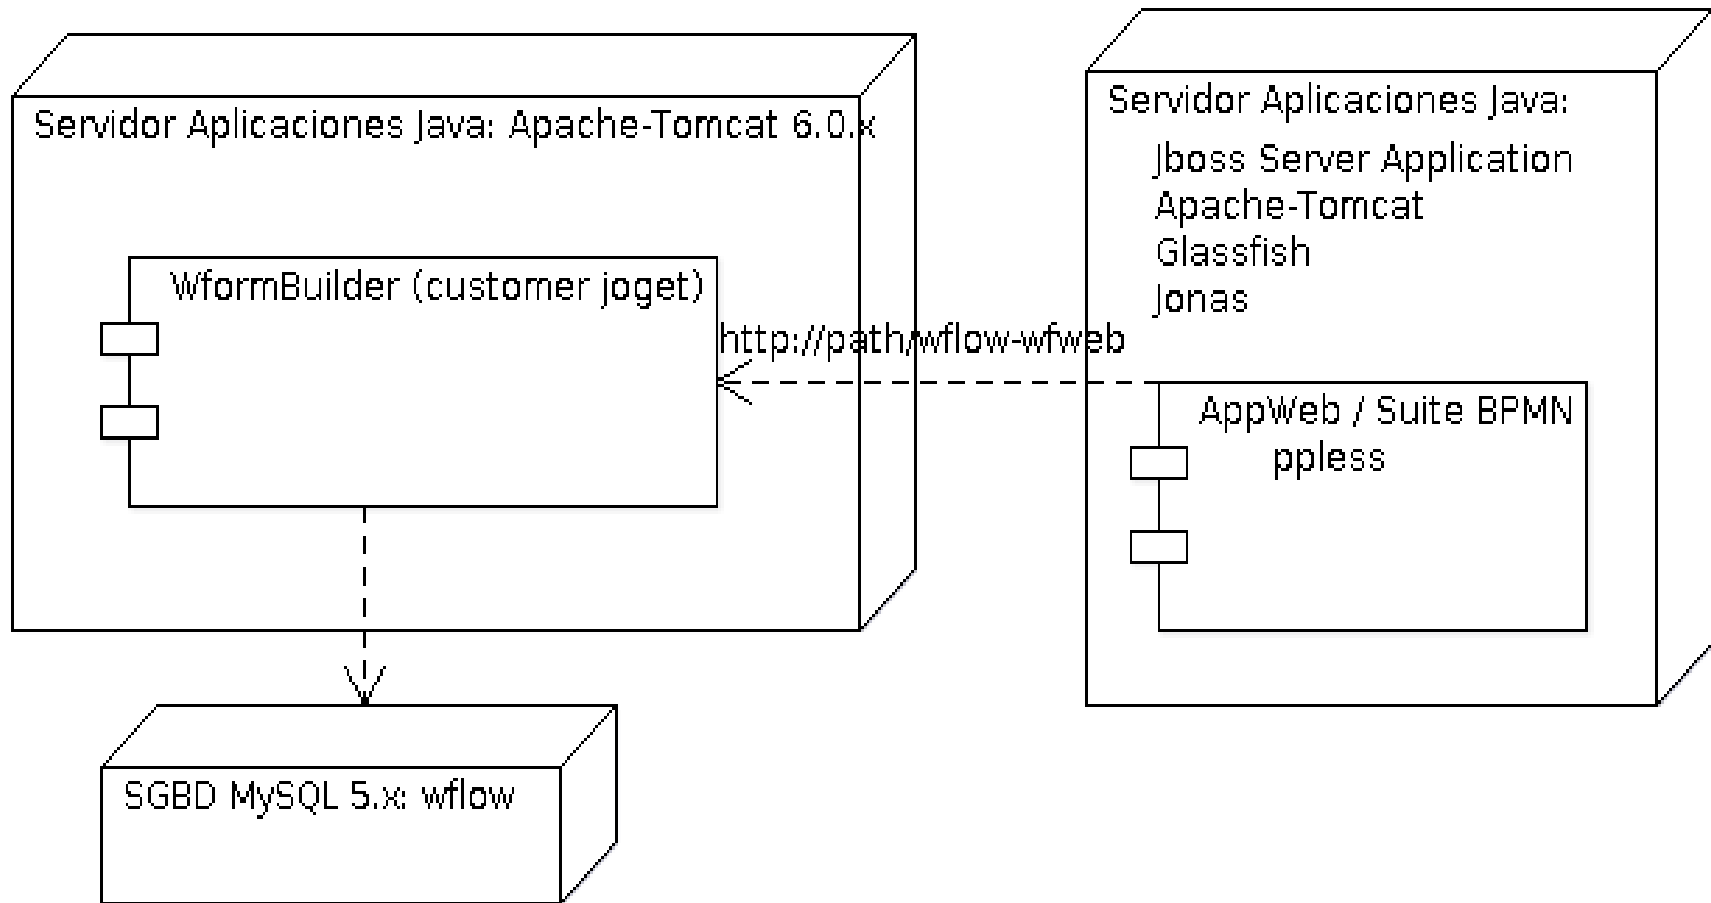 Servidor Aplicaciones Java: Apache-Tomcat 6.0.x
WformBuilder (customer joget)
http://path/wflow-wfweb
SGBD MySQL 5.x: wflow
Servidor Aplicaciones Java:
Jboss Server Application
Apache-Tomcat
Glassfish
Jonas
AppWeb / Suite BPMN
ppless